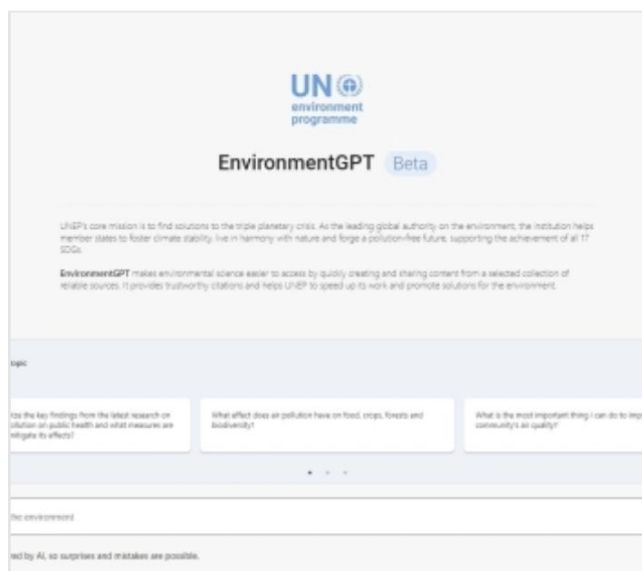 UN
environment
programme
EnvironmentGPT Beta
UNEP's core mission is to find solutions to the triple planetary crisis. As the leading global authority on the environment, the institution helps
member states to foster climate stability, live in harmony with nature and forge a pollution-free future, supporting the achievement of all 17
SDGs.
EnvironmentGPT makes environmental science easier to access by quickly creating and sharing content from a selected collection of
reliable sources. It provides trustworthy citations and helps UNEP to speed up its work and promote solutions for the environment.
topic
the key findings from the latest research on
pollution on public health and what measures are
mitigate its effects?
What effect does air pollution have on food, crops, forests and
biodiversity?
What is the most important thing I can do to
community's air quality?
the environment
red by AI, so surprises and mistakes are possible.